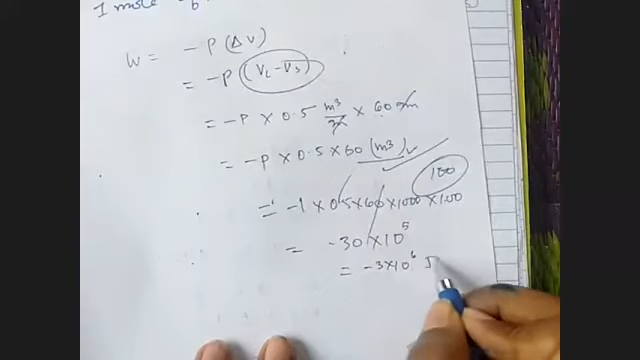 1 mole
W = -P (ΔV)
= -P (VL-VS)
= -P × 0.5 m³/m × 60 gm
= -P × 0.5 × 60 (m³)
100
= -1 × 0.5 × 60 × 1000 × 100
= -30 × 10⁵
= -3×10⁶ J